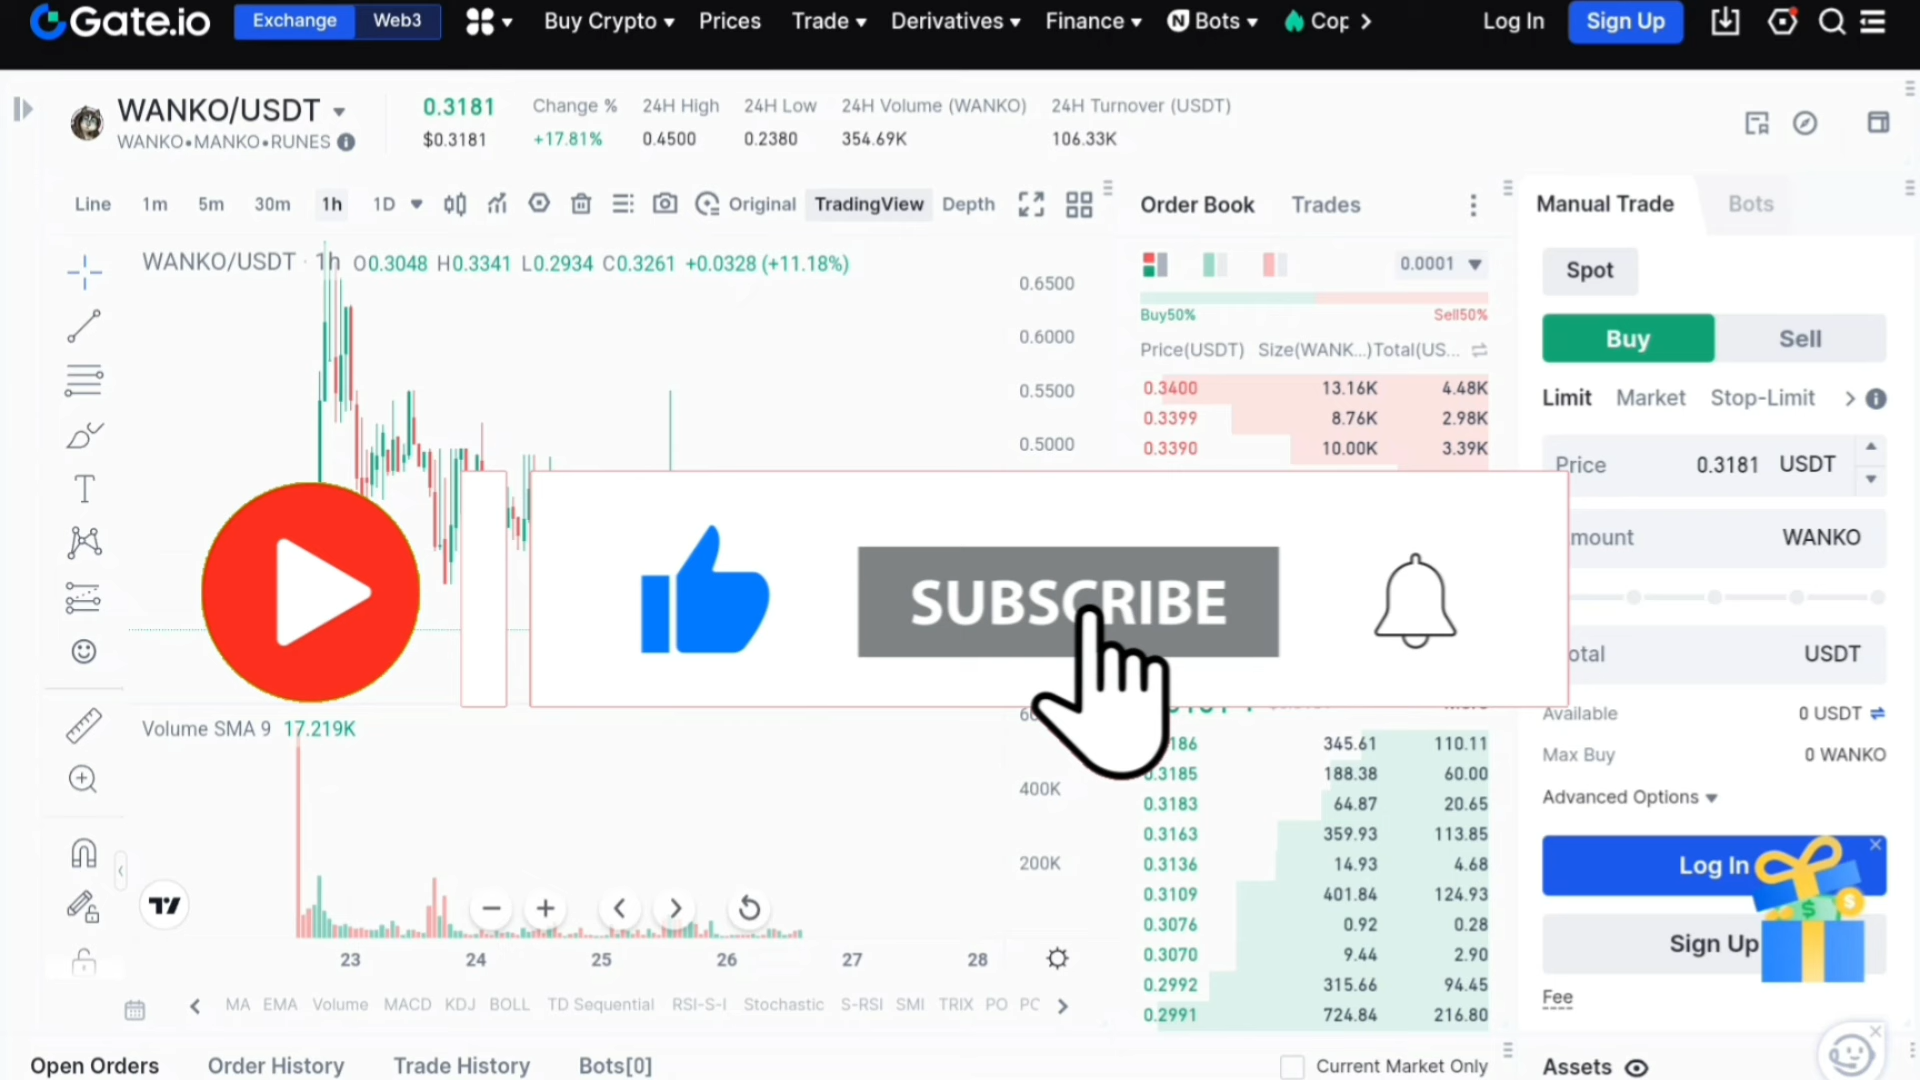 Gate.io Exchange Web3 Buy Crypto Prices Trade Derivatives Finance Bots Cop Log In Sign Up
WANKO/USDT
WANKO•MANKO•RUNES
0.3181
$0.3181
Change %
+17.81%
24H High
0.4500
24H Low
0.2380
24H Volume (WANKO)
354.69K
24H Turnover (USDT)
106.33K
Line 1m 5m 30m 1h 1D Original TradingView Depth
WANKO/USDT · 1h O0.3048 H0.3341 L0.2934 C0.3261 +0.0328 (+11.18%)
0.6500
0.6000
0.5500
0.5000
Volume SMA 9 17.219K
400K
200K
23 24 25 26 27 28
MA EMA Volume MACD KDJ BOLL TD Sequential RSI-S-I Stochastic S-RSI SMI TRIX PO PC
Order Book Trades
0.0001
Buy50% Sell50%
Price(USDT) Size(WANK...)Total(US...
0.3400 13.16K 4.48K
0.3399 8.76K 2.98K
0.3390 10.00K 3.39K
SUBSCRIBE
186 345.61 110.11
0.3185 188.38 60.00
0.3183 64.87 20.65
0.3163 359.93 113.85
0.3136 14.93 4.68
0.3109 401.84 124.93
0.3076 0.92 0.28
0.3070 9.44 2.90
0.2992 315.66 94.45
0.2991 724.84 216.80
Manual Trade Bots
Spot
Buy Sell
Limit Market Stop-Limit
Price 0.3181 USDT
mount WANKO
otal USDT
Available 0 USDT
Max Buy 0 WANKO
Advanced Options
Log In
Sign Up
Fee
Open Orders Order History Trade History Bots[0] Current Market Only
Assets